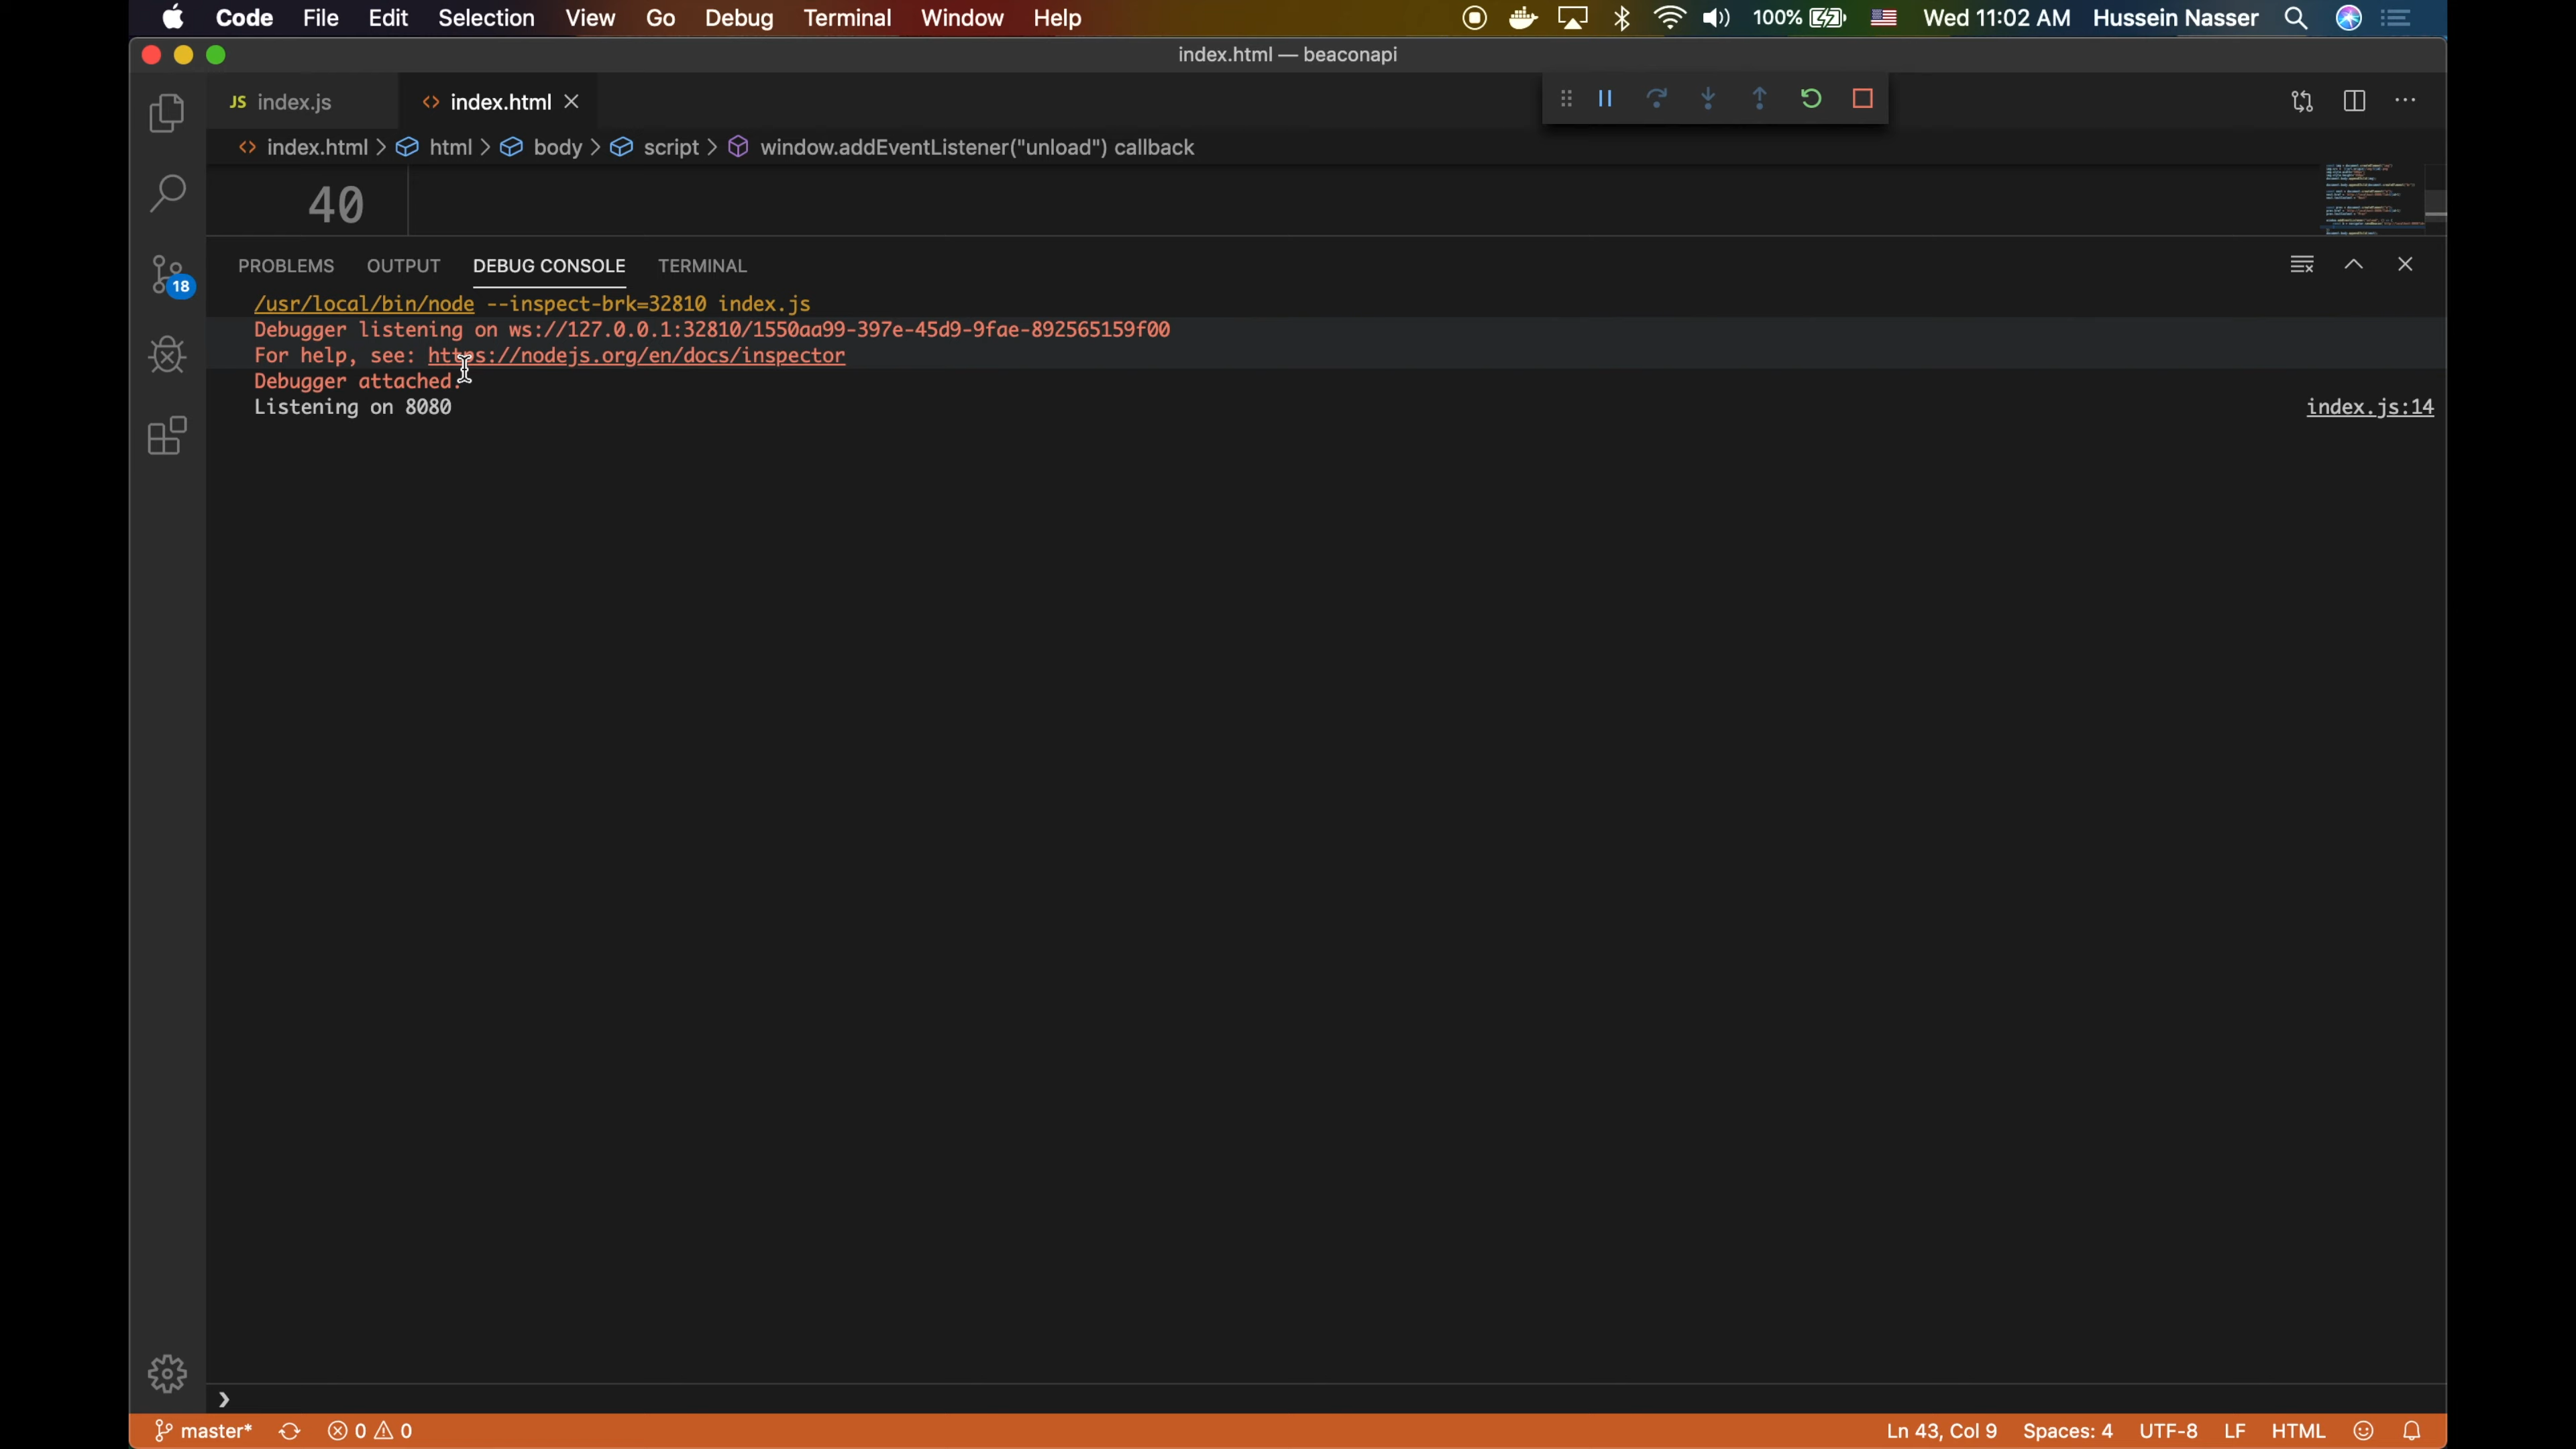 Code File Edit Selection View Go Debug Terminal Window Help 100% Wed 11:02 AM Hussein Nasser
index.html — beaconapi
JS index.js <> index.html
<> index.html > html > body > script > window.addEventListener("unload") callback
40
PROBLEMS OUTPUT DEBUG CONSOLE TERMINAL
18
/usr/local/bin/node --inspect-brk=32810 index.js
Debugger listening on ws://127.0.0.1:32810/1550aa99-397e-45d9-9fae-892565159f00
For help, see: https://nodejs.org/en/docs/inspector
Debugger attached.
Listening on 8080 index.js:14
master* 0 0 Ln 43, Col 9 Spaces: 4 UTF-8 LF HTML